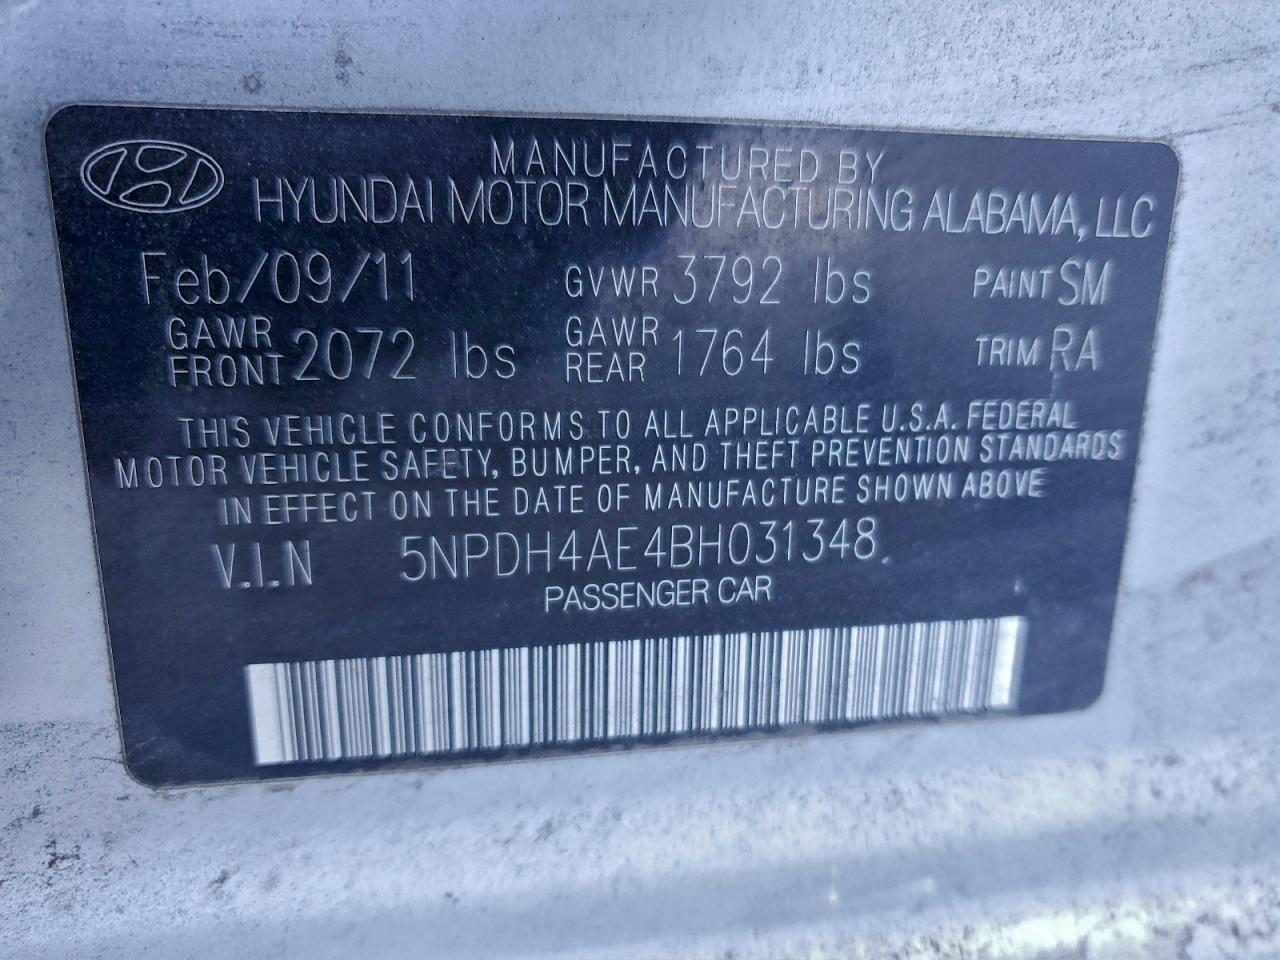 MANUFACTURED BY
HYUNDAI MOTOR MANUFACTURING ALABAMA, LLC
Feb/09/11 GVWR 3792 lbs PAINT SM
GAWR FRONT 2072 lbs GAWR REAR 1764 lbs TRIM RA
THIS VEHICLE CONFORMS TO ALL APPLICABLE U.S.A. FEDERAL
MOTOR VEHICLE SAFETY, BUMPER, AND THEFT PREVENTION STANDARDS
IN EFFECT ON THE DATE OF MANUFACTURE SHOWN ABOVE
V.I.N 5NPDH4AE4BH031348
PASSENGER CAR